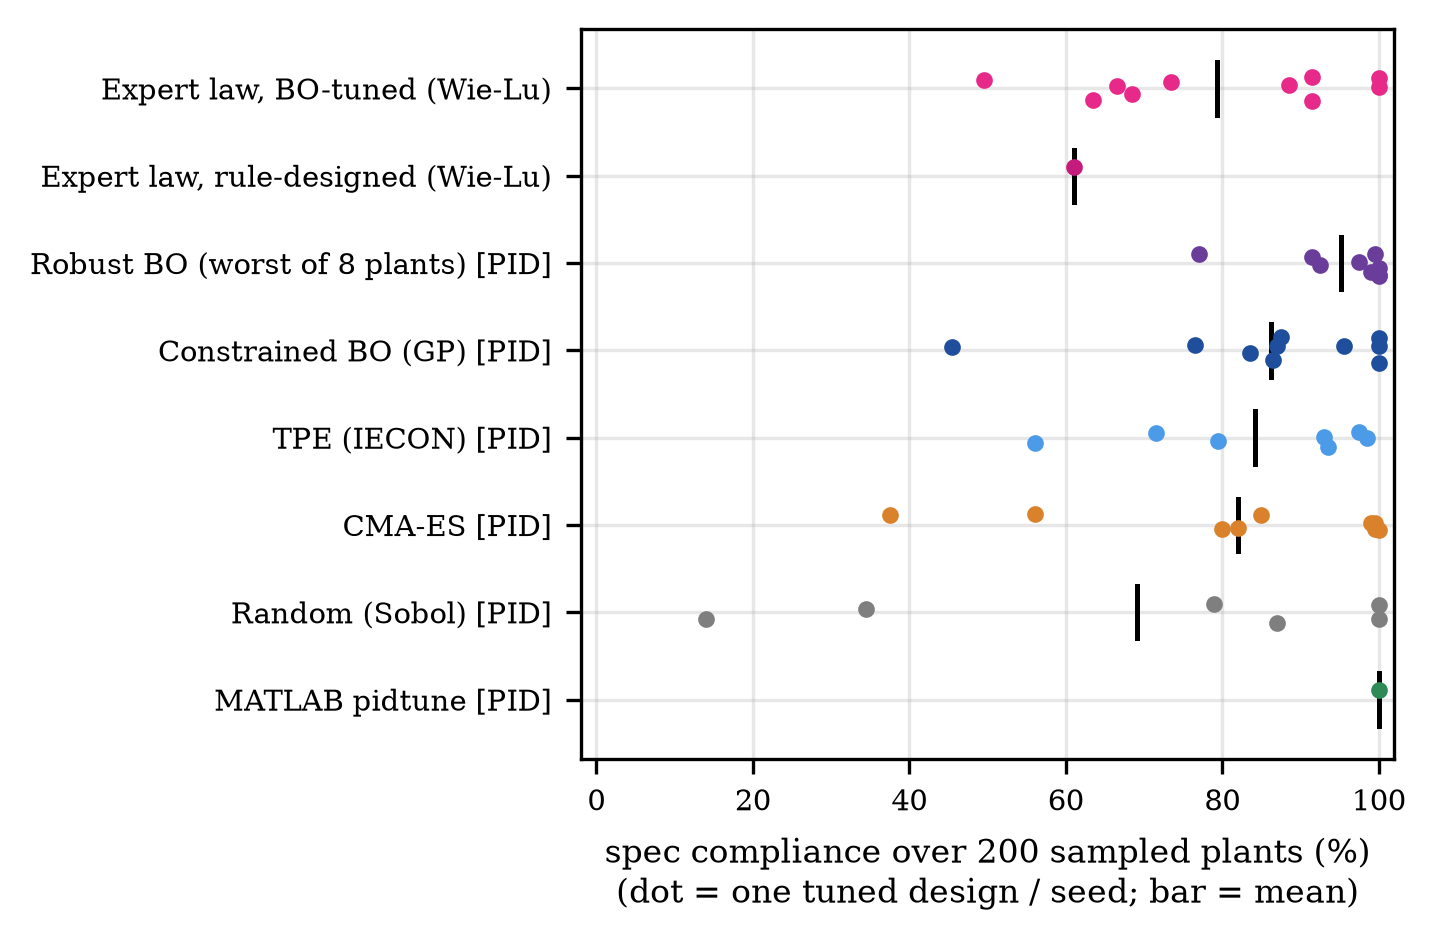 Expert law, BO-tuned (Wie-Lu)
Expert law, rule-designed (Wie-Lu)
Robust BO (worst of 8 plants) [PID]
Constrained BO (GP) [PID]
TPE (IECON) [PID]
CMA-ES [PID]
Random (Sobol) [PID]
MATLAB pidtune [PID]
0 20 40 60 80 100
spec compliance over 200 sampled plants (%)
(dot = one tuned design / seed; bar = mean)